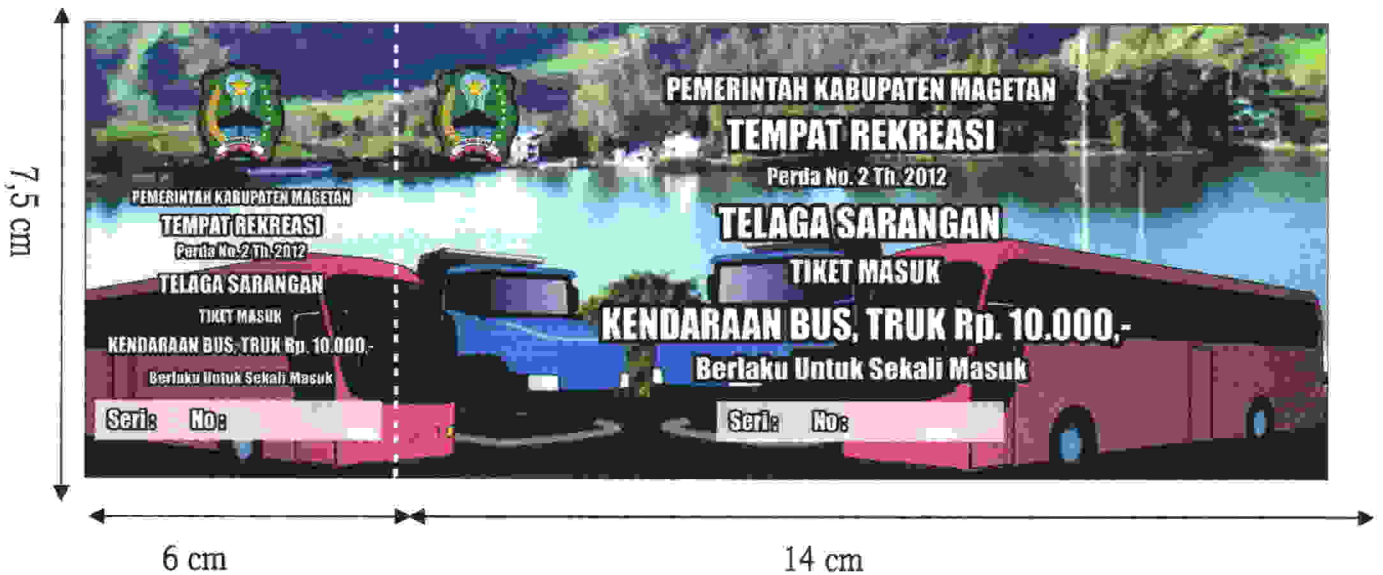 PEMERINTAH KABUPATEN MAGETAN
TEMPAT REKREASI
Perda No. 2 Th. 2012
TELAGA SARANGAN
TIKET MASUK
KENDARAAN BUS, TRUK Rp. 10.000,-
Berlaku Untuk Sekali Masuk
Seri : No :
PEMERINTAH KABUPATEN MAGETAN
TEMPAT REKREASI
Perda No. 2 Th. 2012
TELAGA SARANGAN
TIKET MASUK
KENDARAAN BUS, TRUK Rp. 10.000,-
Berlaku Untuk Sekali Masuk
Seri : No :
7,5 cm
6 cm
14 cm